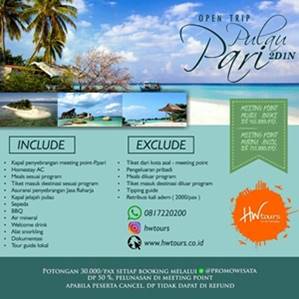 OPEN TRIP
Pulau
Pari 2D1N
MEETING POINT
MEETING POINT
INCLUDE
Kapal penyebrangan meeting point-Ppari
Homestay AC
Meals sesuai program
Tiket masuk destinasi sesuai program
Asuransi penyebrangan Jasa Raharja
Kapal jelajah pulau
Sepeda
BBQ
Air mineral
Welcome drink
Alat snorkling
Dokumentasi
Tour guide lokal
EXCLUDE
Tiket dari kota asal - meeting point
Pengeluaran pribadi
Meals diluar program
Tiket masuk destinasi diluar program
Tipping guide
Retribusi kali adem ( 2000/pax )
0817220200
hwtours
www.hwtours.co.id
HW tours
POTONGAN 30.000/PAX SETIAP BOOKING MELALUI @PROMOWISATA
DP 50 %, PELUNASAN DI MEETING POINT
APABILA PESERTA CANCEL, DP TIDAK DAPAT DI REFUND